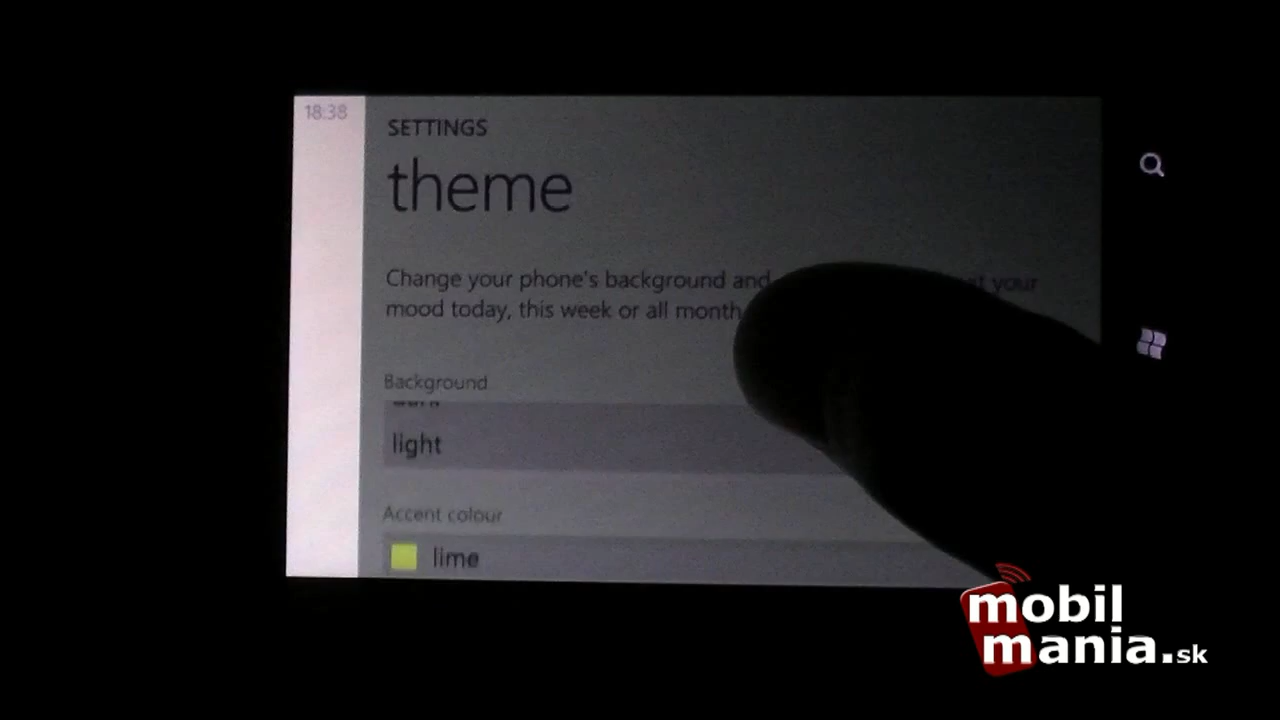 18:38
SETTINGS
theme
Change your phone's background and your
mood today, this week or all month
Background
light
Accent colour
lime
mobil
mania.sk